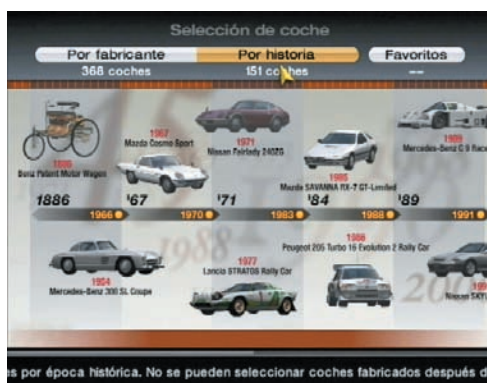 Selección de coche
Por fabricante
Por historia
Favoritos
368 coches
151 coches
--
1886
Benz Patent Motor Wagen
1967
Mazda Cosmo Sport
1971
Nissan Fairlady 240ZG
1985
Mazda SAVANNA RX-7 GT-Limited
1989
Mercedes-Benz C 9 Race
1886
'67
'71
'84
'89
1966
1970
1983
1988
1991
1954
Mercedes-Benz 300 SL Coupe
1977
Lancia STRATOS Rally Car
1986
Peugeot 205 Turbo 16 Evolution 2 Rally Car
Nissan SKY
1988
200
es por época histórica. No se pueden seleccionar coches fabricados después d